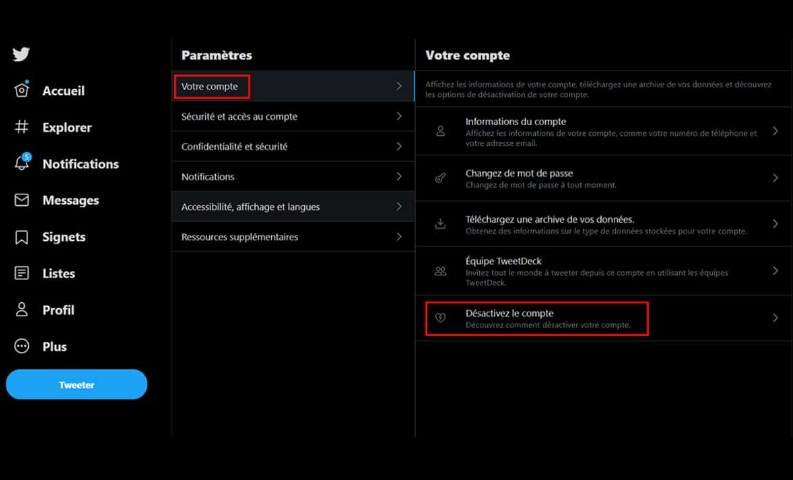 Accueil
Explorer
5
Notifications
Messages
Signets
Listes
Profil
Plus
Tweeter
Paramètres
Votre compte
Sécurité et accès au compte
Confidentialité et sécurité
Notifications
Accessibilité, affichage et langues
Ressources supplémentaires
Votre compte
Affichez les informations de votre compte, téléchargez une archive de vos données et découvrez
les options de désactivation de votre compte.
Informations du compte
Affichez les informations de votre compte, comme votre numéro de téléphone et
votre adresse email.
Changez de mot de passe
Changez de mot de passe à tout moment.
Téléchargez une archive de vos données.
Obtenez des informations sur le type de données stockées pour votre compte.
Équipe TweetDeck
Invitez tout le monde à tweeter depuis ce compte en utilisant les équipes
TweetDeck.
Désactivez le compte
Découvrez comment désactiver votre compte.